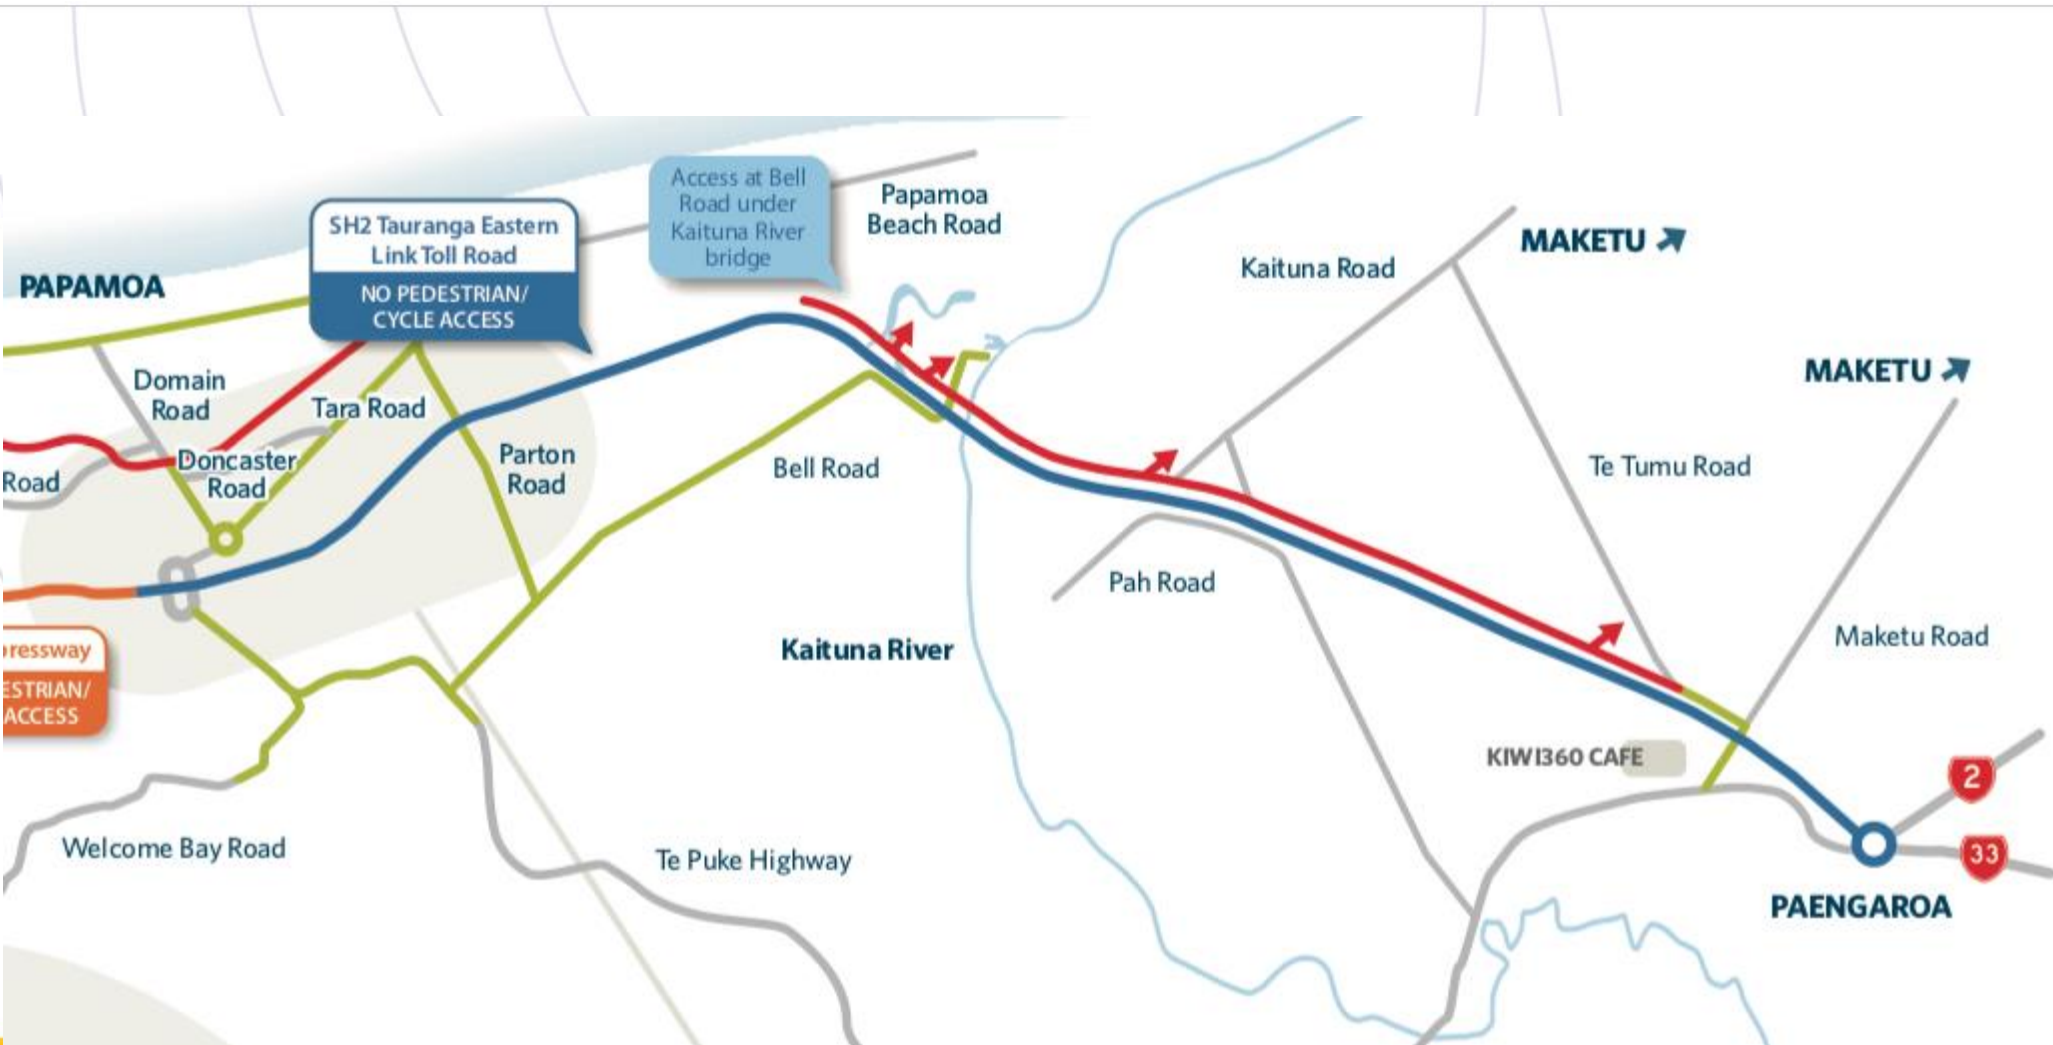 Access at Bell
Road under
Kaituna River
bridge
Papamoa
Beach Road
SH2 Tauranga Eastern
Link Toll Road
NO PEDESTRIAN/
CYCLE ACCESS
MAKETU
Kaituna Road
PAPAMOA
Domain
Road
Tara Road
MAKETU
Doncaster
Road
Road
Parton
Road
Bell Road
Te Tumu Road
Pah Road
Kaituna River
Maketu Road
ressway
ESTRIAN/
ACCESS
KIWI360 CAFE
2
33
Welcome Bay Road
Te Puke Highway
PAENGAROA